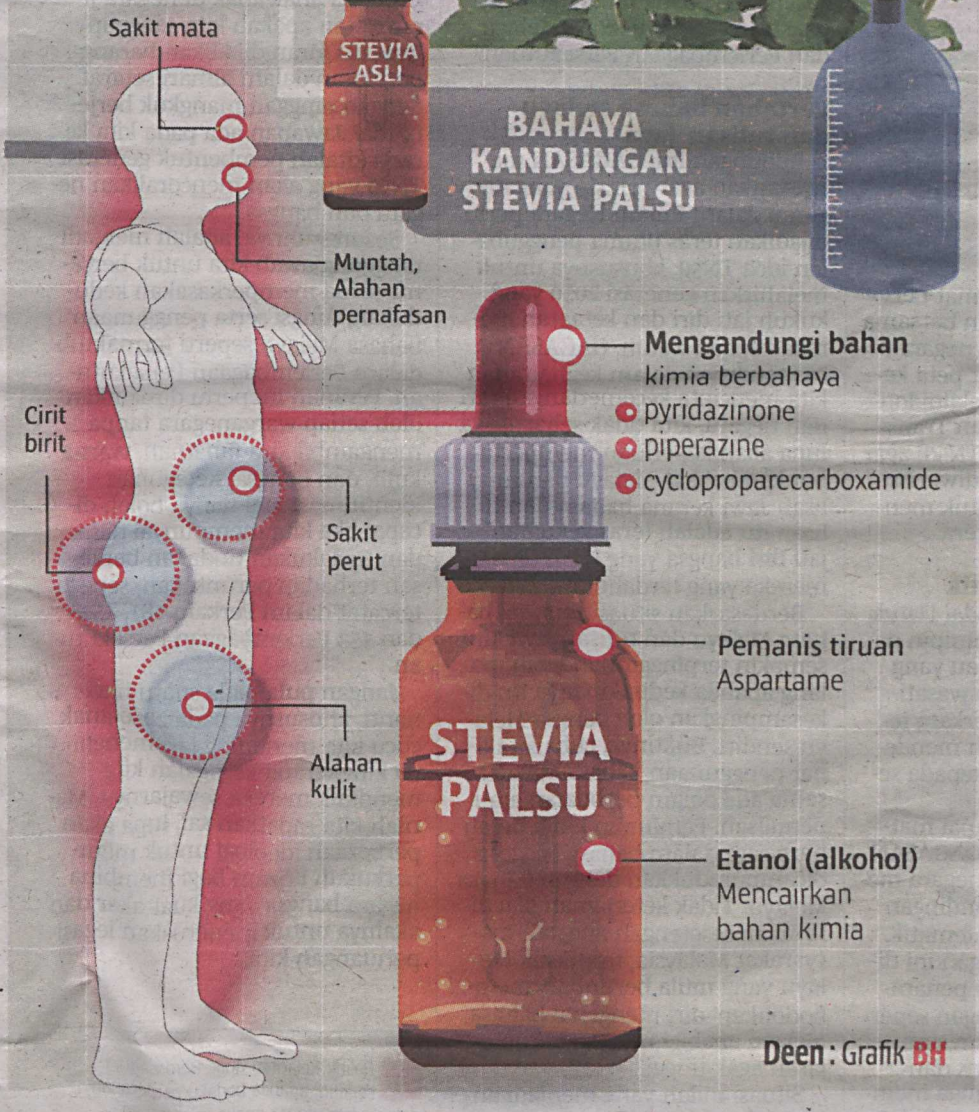 Sakit mata
STEVIA
ASLI
BAHAYA
KANDUNGAN
STEVIA PALSU
Muntah,
Alahan
pernafasan
Mengandungi bahan
kimia berbahaya
pyridazinone
piperazine
cycloproparecarboxamide
Cirit
birit
Sakit
perut
Pemanis tiruan
Aspartame
STEVIA
PALSU
Alahan
kulit
Etanol (alkohol)
Mencairkan
bahan kimia
Deen : Grafik BH